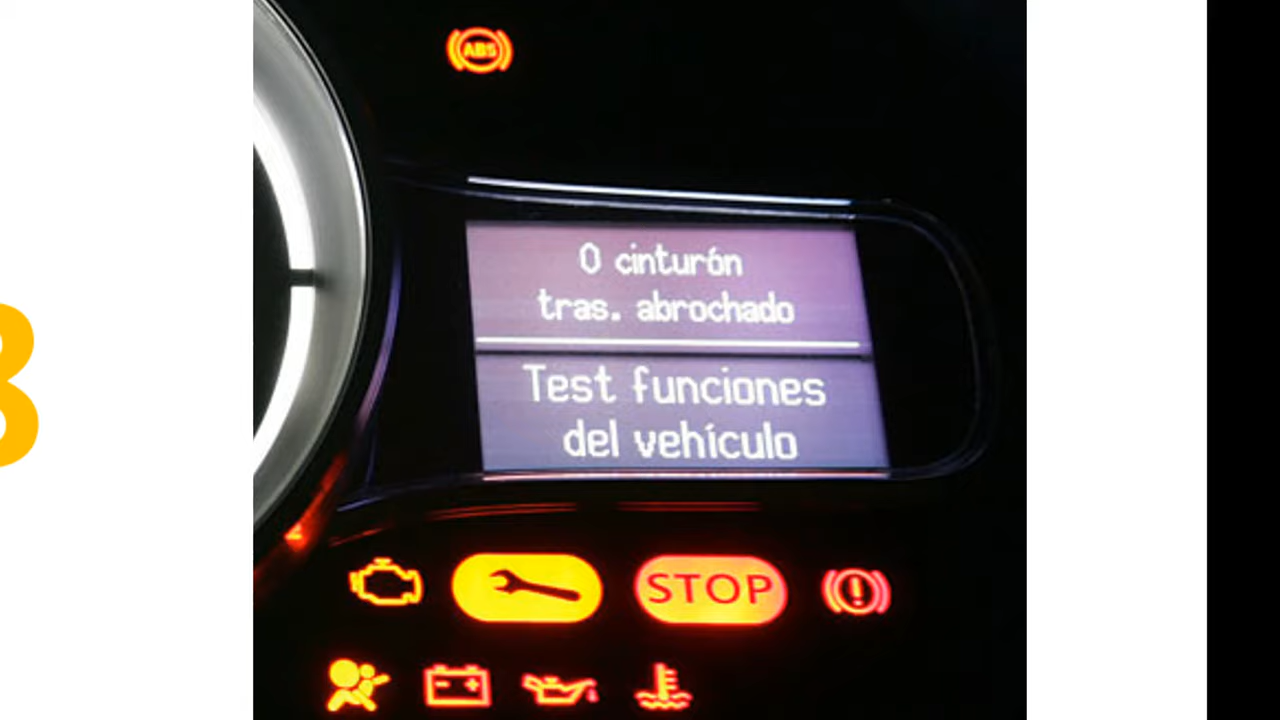 ABS
0 cinturón
tras. abrochado
Test funciones
del vehículo
STOP